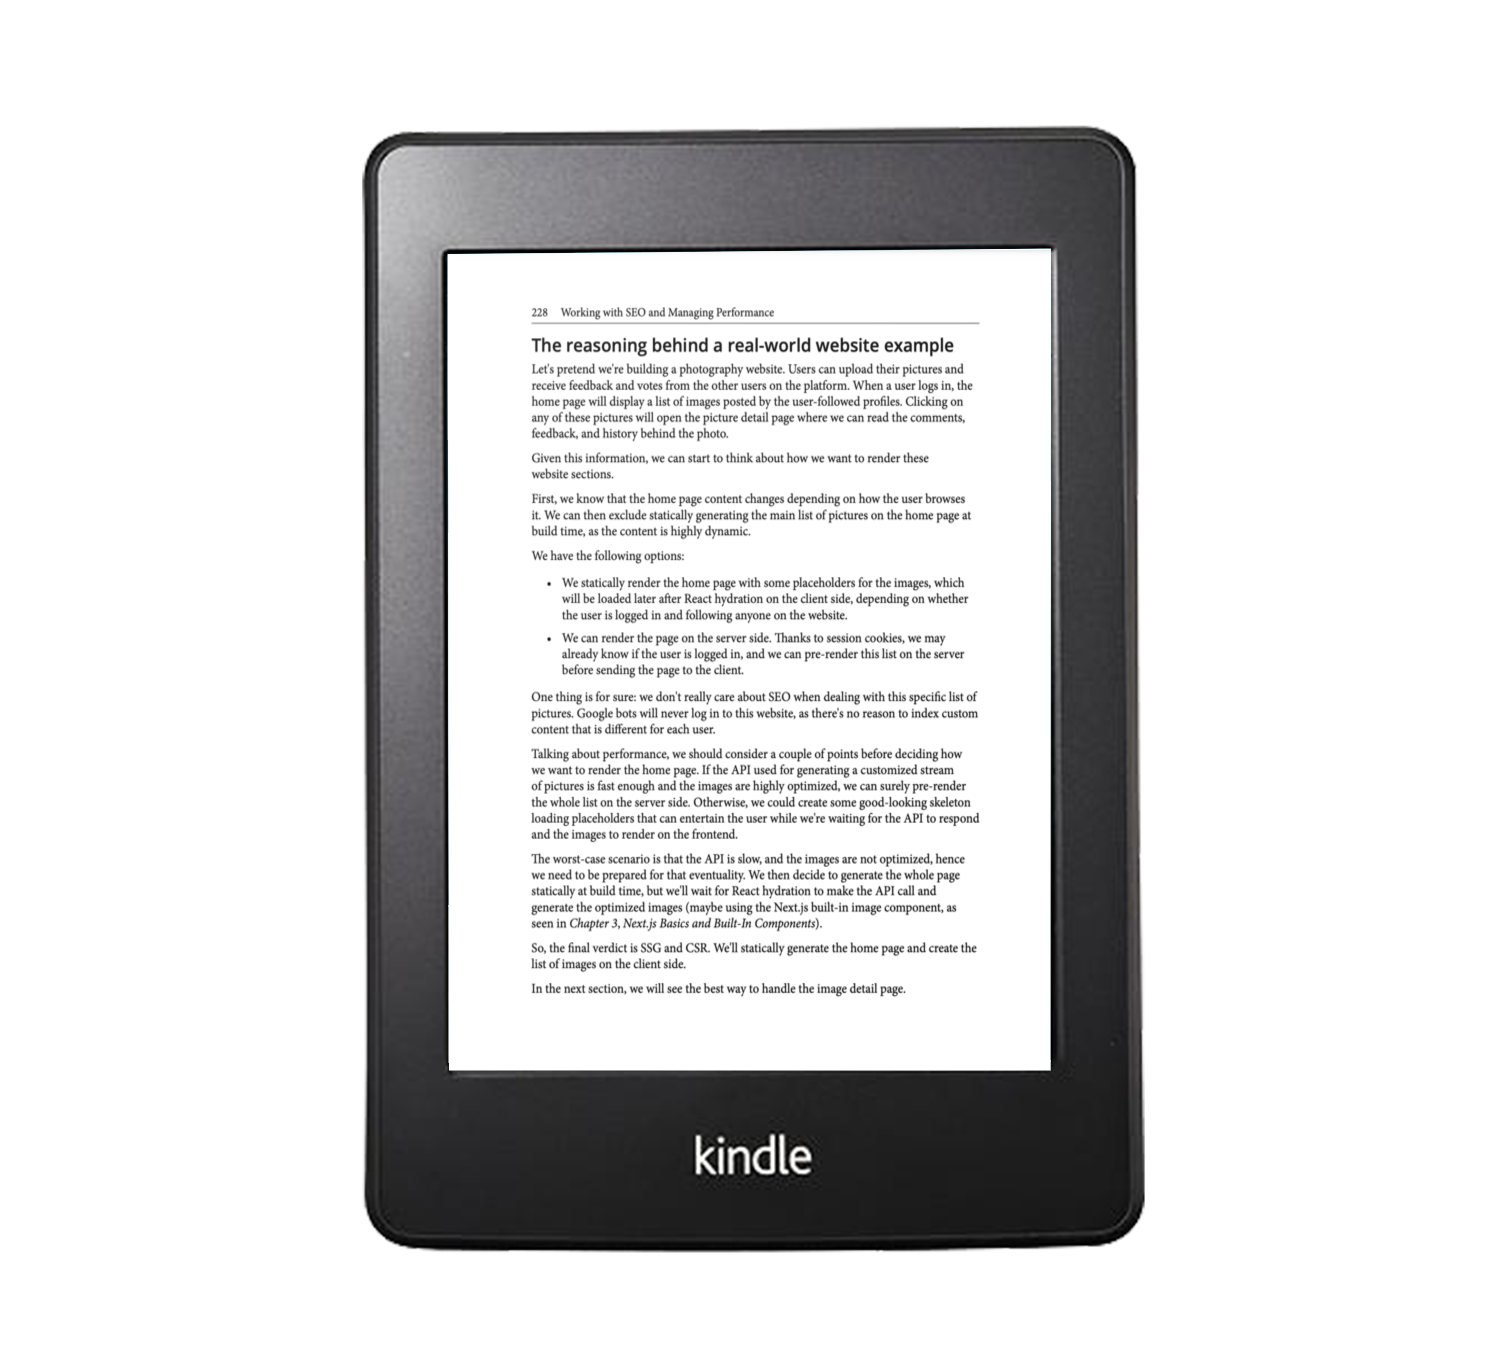 228 Working with SEO and Managing Performance
The reasoning behind a real-world website example
Let's pretend we're building a photography website. Users can upload their pictures and
receive feedback and votes from the other users on the platform. When a user logs in, the
home page will display a list of images posted by the user-followed profiles. Clicking on
any of these pictures will open the picture detail page where we can read the comments,
feedback, and history behind the photo.
Given this information, we can start to think about how we want to render these
website sections.
First, we know that the home page content changes depending on how the user browses
it. We can then exclude statically generating the main list of pictures on the home page at
build time, as the content is highly dynamic.
We have the following options:
• We statically render the home page with some placeholders for the images, which
will be loaded later after React hydration on the client side, depending on whether
the user is logged in and following anyone on the website.
• We can render the page on the server side. Thanks to session cookies, we may
already know if the user is logged in, and we can pre-render this list on the server
before sending the page to the client.
One thing is for sure: we don't really care about SEO when dealing with this specific list of
pictures. Google bots will never log in to this website, as there's no reason to index custom
content that is different for each user.
Talking about performance, we should consider a couple of points before deciding how
we want to render the home page. If the API used for generating a customized stream
of pictures is fast enough and the images are highly optimized, we can surely pre-render
the whole list on the server side. Otherwise, we could create some good-looking skeleton
loading placeholders that can entertain the user while we're waiting for the API to respond
and the images to render on the frontend.
The worst-case scenario is that the API is slow, and the images are not optimized, hence
we need to be prepared for that eventuality. We then decide to generate the whole page
statically at build time, but we'll wait for React hydration to make the API call and
generate the optimized images (maybe using the Next.js built-in image component, as
seen in Chapter 3, Next.js Basics and Built-In Components).
So, the final verdict is SSG and CSR. We'll statically generate the home page and create the
list of images on the client side.
In the next section, we will see the best way to handle the image detail page.
kindle